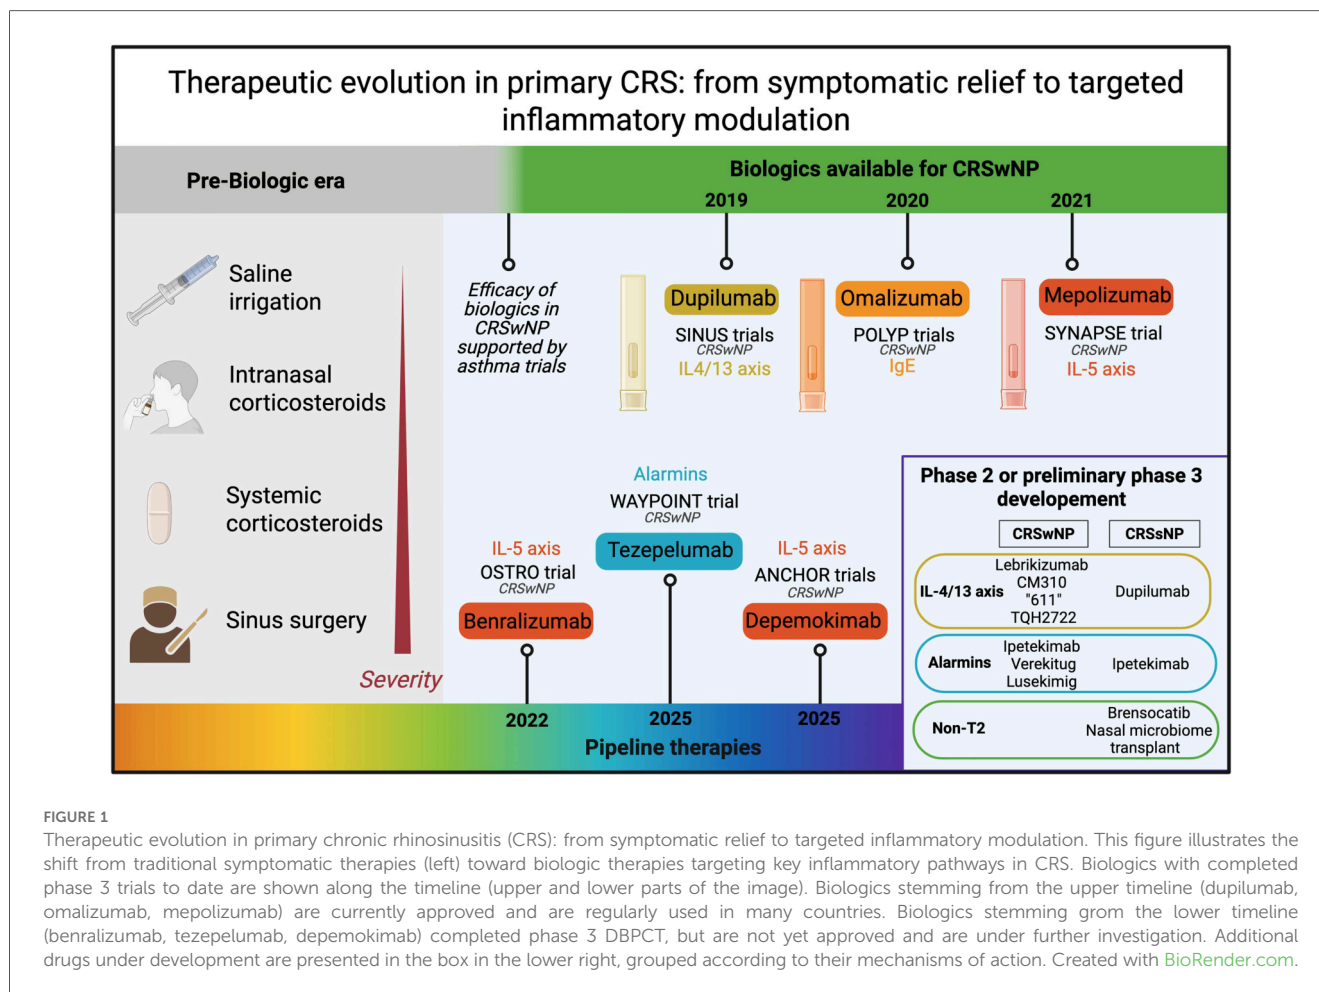 Therapeutic evolution in primary CRS: from symptomatic relief to targeted
inflammatory modulation
Pre-Biologic era
Biologics available for CRSwNP
2019
2020
2021
Saline
irrigation
Intranasal
corticosteroids
Systemic
corticosteroids
Sinus surgery
Severity
Efficacy of
biologics in
CRSwNP
supported by
asthma trials
Dupilumab
SINUS trials
CRSwNP
IL4/13 axis
Omalizumab
POLYP trials
CRSwNP
IgE
Mepolizumab
SYNAPSE trial
CRSwNP
IL-5 axis
IL-5 axis
OSTRO trial
CRSwNP
Benralizumab
Alarmins
WAYPOINT trial
CRSwNP
Tezepelumab
IL-5 axis
ANCHOR trials
CRSwNP
Depemokimab
2022
2025
2025
Pipeline therapies
Phase 2 or preliminary phase 3
developement
CRSwNP
CRSsNP
IL-4/13 axis
Lebrikizumab
CM310
"611"
TQH2722
Dupilumab
Alarmins
Ipetekimab
Verekitug
Lusekimig
Ipetekimab
Non-T2
Brensocatib
Nasal microbiome
transplant
FIGURE 1
Therapeutic evolution in primary chronic rhinosinusitis (CRS): from symptomatic relief to targeted inflammatory modulation. This figure illustrates the
shift from traditional symptomatic therapies (left) toward biologic therapies targeting key inflammatory pathways in CRS. Biologics with completed
phase 3 trials to date are shown along the timeline (upper and lower parts of the image). Biologics stemming from the upper timeline (dupilumab,
omalizumab, mepolizumab) are currently approved and are regularly used in many countries. Biologics stemming grom the lower timeline
(benralizumab, tezepelumab, depemokimab) completed phase 3 DBPCT, but are not yet approved and are under further investigation. Additional
drugs under development are presented in the box in the lower right, grouped according to their mechanisms of action. Created with BioRender.com.